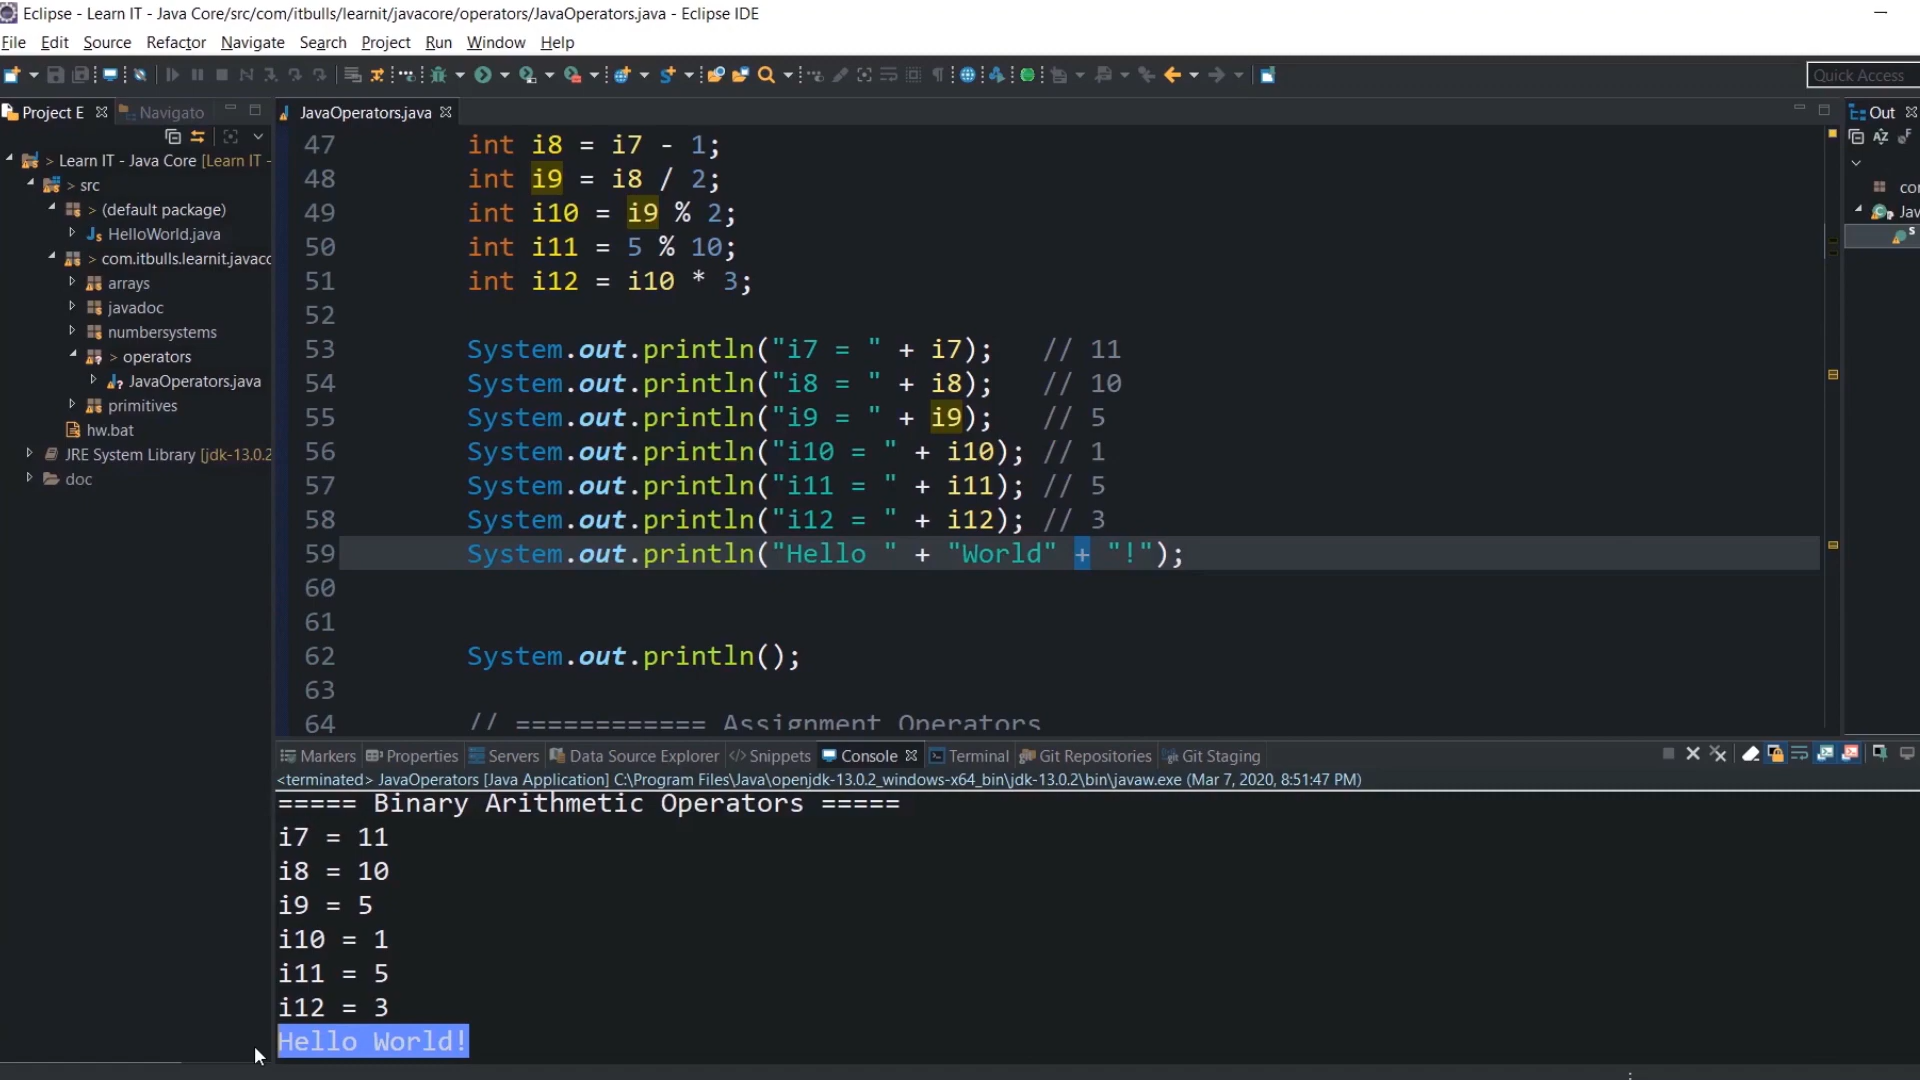 Eclipse - Learn IT - Java Core/src/com/itbulls/learnit/javacore/operators/JavaOperators.java - Eclipse IDE
File Edit Source Refactor Navigate Search Project Run Window Help
Quick Access
Project E
Navigato
JavaOperators.java
Out
> Learn IT - Java Core [Learn IT -
> src
> (default package)
HelloWorld.java
> com.itbulls.learnit.javacc
arrays
javadoc
numbersystems
> operators
JavaOperators.java
primitives
hw.bat
JRE System Library [jdk-13.0.2
doc
47 int i8 = i7 - 1;
48 int i9 = i8 / 2;
49 int i10 = i9 % 2;
50 int i11 = 5 % 10;
51 int i12 = i10 * 3;
52
53 System.out.println("i7 = " + i7); // 11
54 System.out.println("i8 = " + i8); // 10
55 System.out.println("i9 = " + i9); // 5
56 System.out.println("i10 = " + i10); // 1
57 System.out.println("i11 = " + i11); // 5
58 System.out.println("i12 = " + i12); // 3
59 System.out.println("Hello " + "World" + "!");
60
61
62 System.out.println();
63
64 // ============ Assignment Operators
Jav
Markers Properties Servers Data Source Explorer Snippets Console Terminal Git Repositories Git Staging
<terminated> JavaOperators [Java Application] C:\Program Files\Java\openjdk-13.0.2_windows-x64_bin\jdk-13.0.2\bin\javaw.exe (Mar 7, 2020, 8:51:47 PM)
===== Binary Arithmetic Operators =====
i7 = 11
i8 = 10
i9 = 5
i10 = 1
i11 = 5
i12 = 3
Hello World!